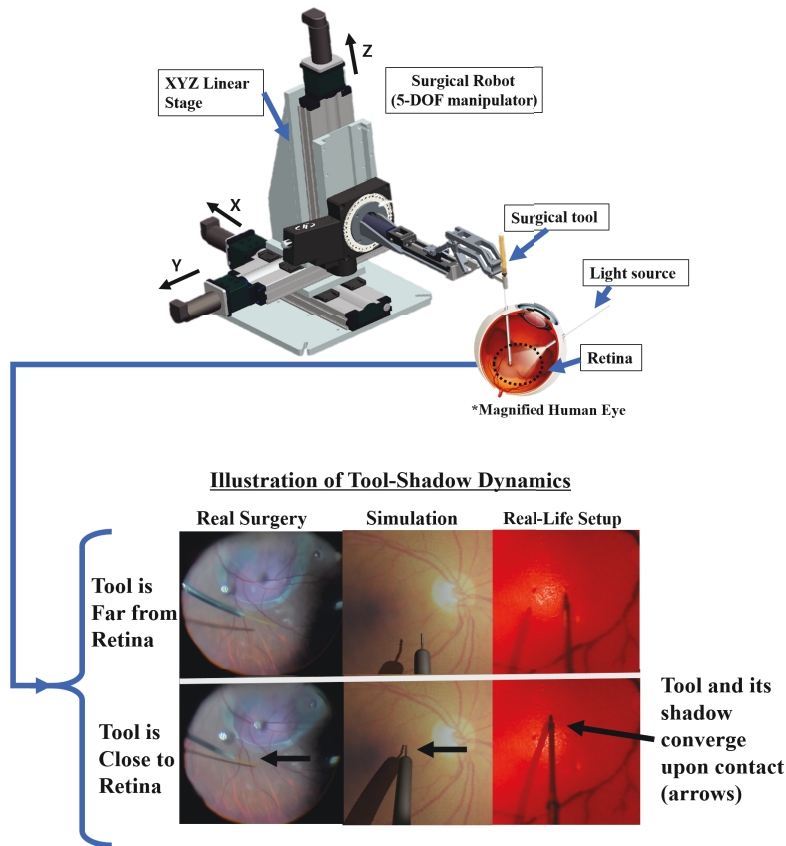 Z
XYZ Linear
Stage
Surgical Robot
(5-DOF manipulator)
X
Y
Surgical tool
Light source
Retina
*Magnified Human Eye
Illustration of Tool-Shadow Dynamics
Real Surgery
Simulation
Real-Life Setup
Tool is
Far from
Retina
Tool is
Close to
Retina
Tool and its
shadow
converge
upon contact
(arrows)